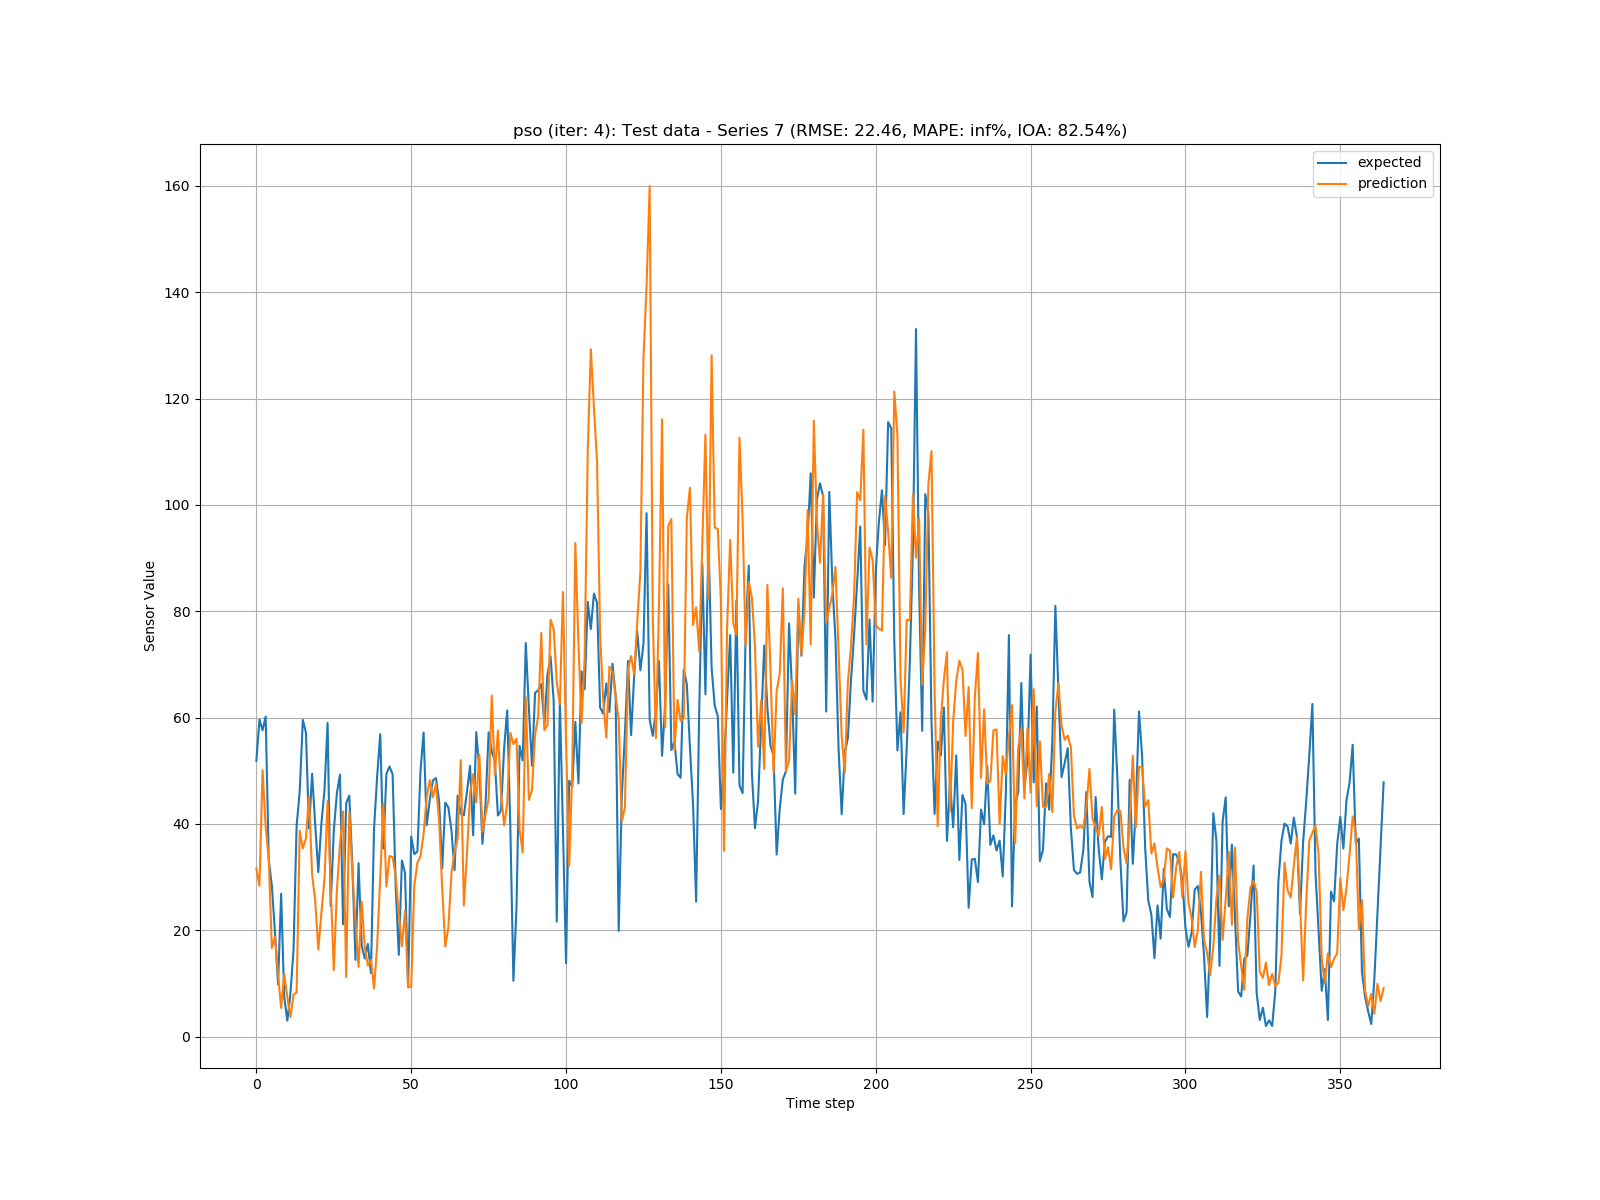 pso (iter: 4): Test data - Series 7 (RMSE: 22.46, MAPE: inf%, IOA: 82.54%)
expected
prediction
160
140
120
100
80
60
40
20
0
Sensor Value
0 50 100 150 200 250 300 350
Time step